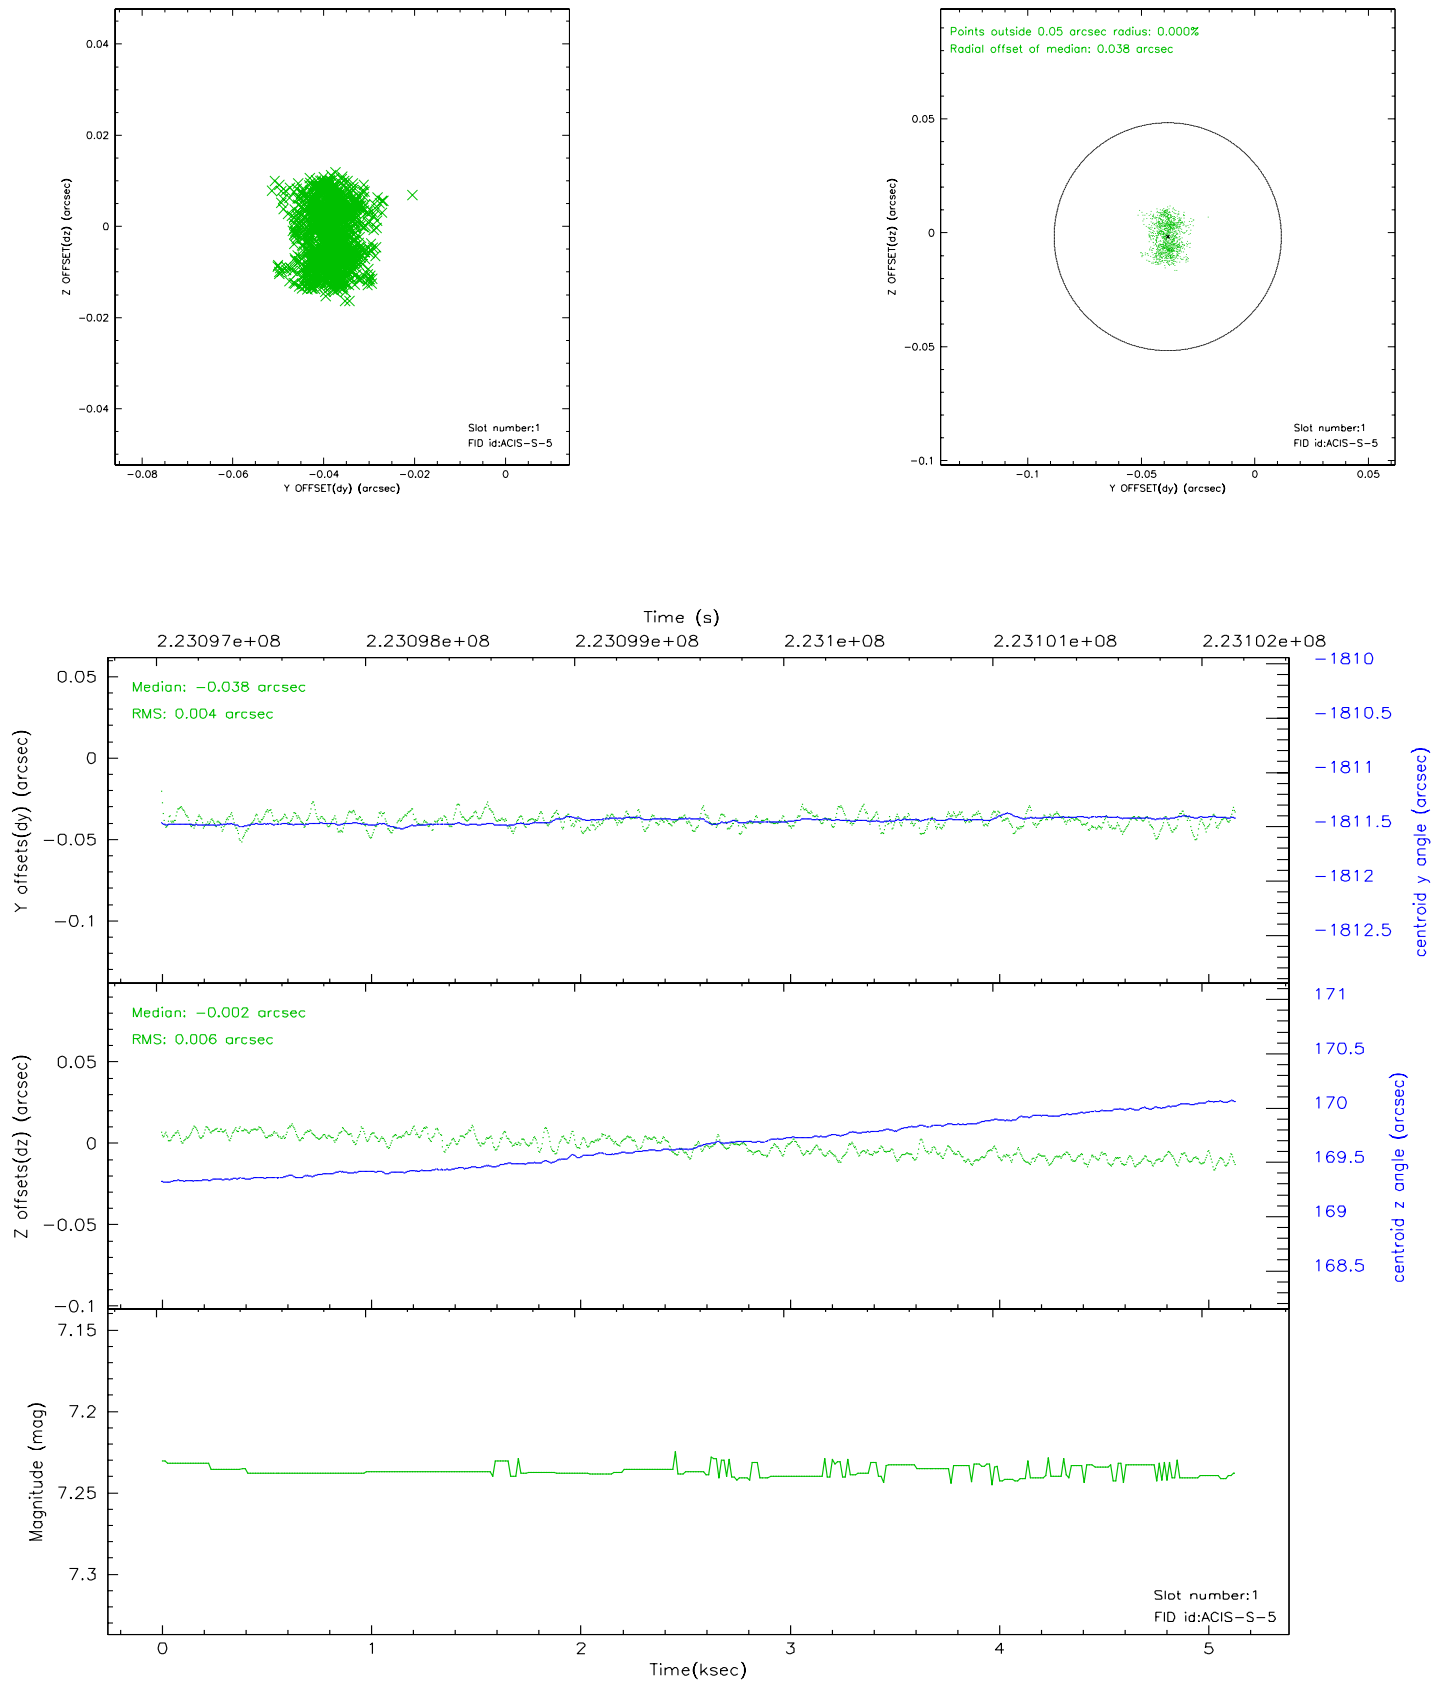 0.04
0.02
0
-0.02
-0.04
Z OFFSET(dz) (arcsec)
Slot number:1
FID id:ACIS-S-5
-0.08 -0.06 -0.04 -0.02 0
Y OFFSET(dy) (arcsec)
Points outside 0.05 arcsec radius: 0.000%
Radial offset of median: 0.038 arcsec
0.05
0
-0.05
-0.1
Z OFFSET(dz) (arcsec)
Slot number:1
FID id:ACIS-S-5
-0.1 -0.05 0 0.05
Y OFFSET(dy) (arcsec)
Time (s)
2.23097e+08 2.23098e+08 2.23099e+08 2.231e+08 2.23101e+08 2.23102e+08
Median: -0.038 arcsec
RMS: 0.004 arcsec
0.05
0
-0.05
-0.1
Y offsets(dy) (arcsec)
-1810
-1810.5
-1811
-1811.5
-1812
-1812.5
centroid y angle (arcsec)
Median: -0.002 arcsec
RMS: 0.006 arcsec
0.05
0
-0.05
-0.1
Z offsets(dz) (arcsec)
171
170.5
170
169.5
169
168.5
centroid z angle (arcsec)
7.15
7.2
7.25
7.3
Magnitude (mag)
Slot number:1
FID id:ACIS-S-5
0 1 2 3 4 5
Time(ksec)